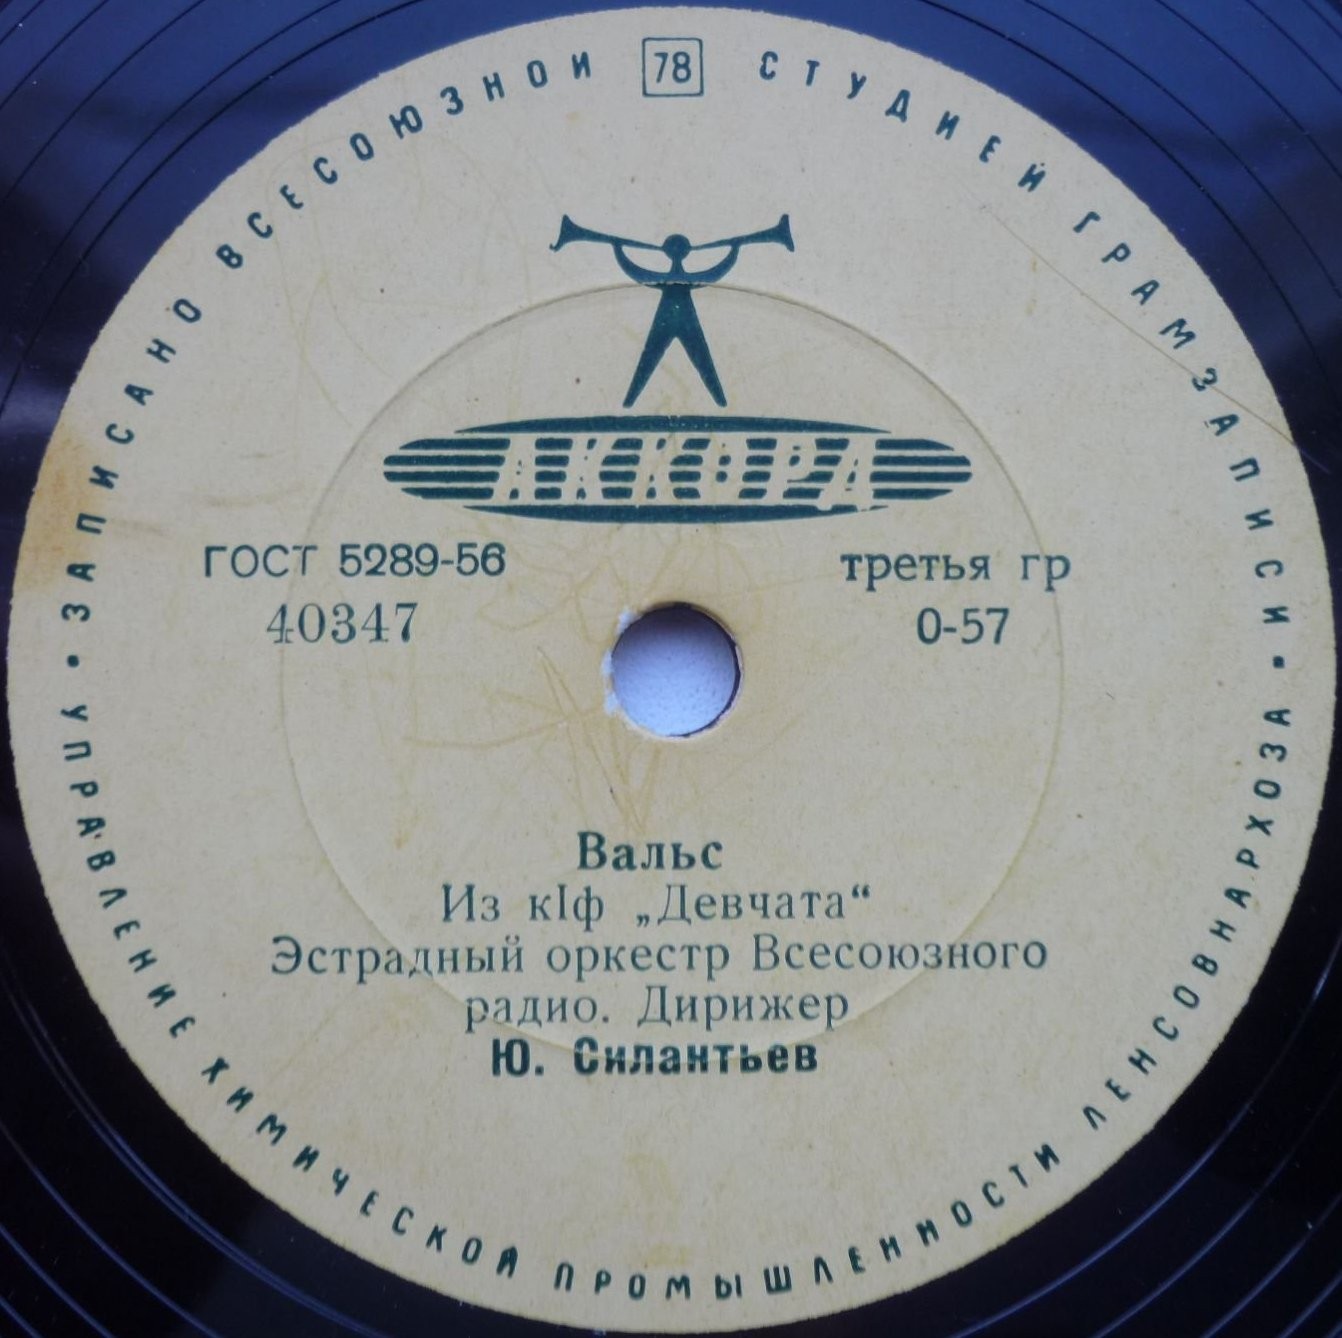 ЗАПИСАНО ВСЕСОЮЗНОЙ 78 СТУДИЕЙ ГРАМЗАПИСИ
АККОРД
ГОСТ 5289-56
третья гр
40347
0-57
Вальс
Из к/ф „Девчата“
Эстрадный оркестр Всесоюзного
радио. Дирижер
Ю. Силантьев
• УПРАВЛЕНИЕ ХИМИЧЕСКОЙ ПРОМЫШЛЕННОСТИ ЛЕНСОВНАРХОЗА •